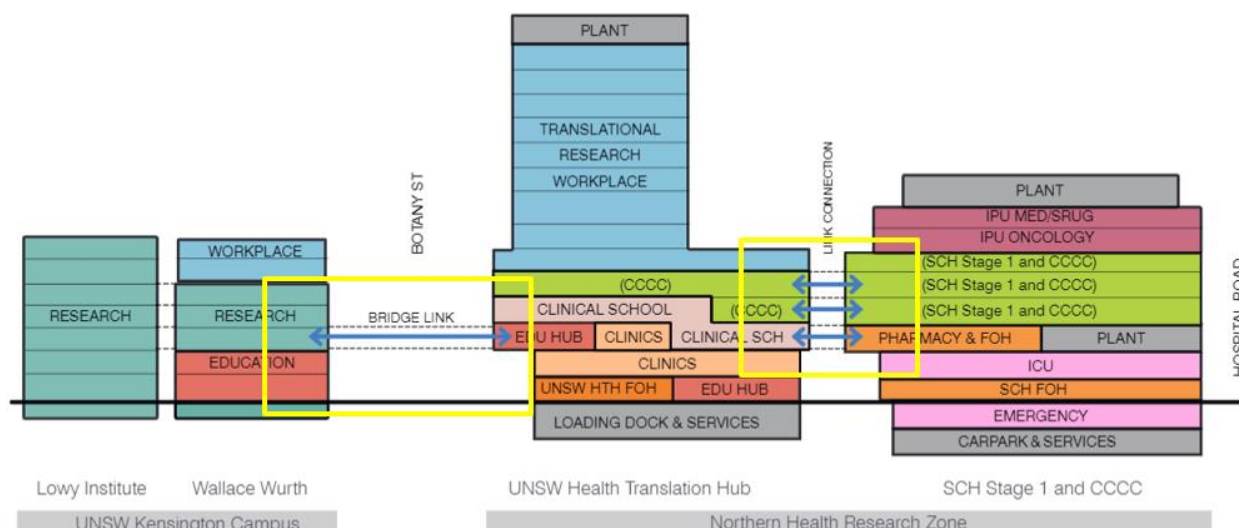 PLANT
TRANSLATIONAL
RESEARCH
WORKPLACE
BOTANY ST
LINK CONNECTION
HOSPITAL ROAD
PLANT
IPU MED/SRUG
IPU ONCOLOGY
WORKPLACE
(SCH Stage 1 and CCCC)
(CCCC)
(SCH Stage 1 and CCCC)
RESEARCH
RESEARCH
BRIDGE LINK
CLINICAL SCHOOL
(CCCC)
(SCH Stage 1 and CCCC)
EDU HUB
CLINICS
CLINICAL SCH
PHARMACY & FOH
PLANT
EDUCATION
CLINICS
ICU
UNSW HTH FOH
EDU HUB
SCH FOH
LOADING DOCK & SERVICES
EMERGENCY
CARPARK & SERVICES
Lowy Institute
Wallace Wurth
UNSW Health Translation Hub
SCH Stage 1 and CCCC
UNSW Kensington Campus
Northern Health Research Zone